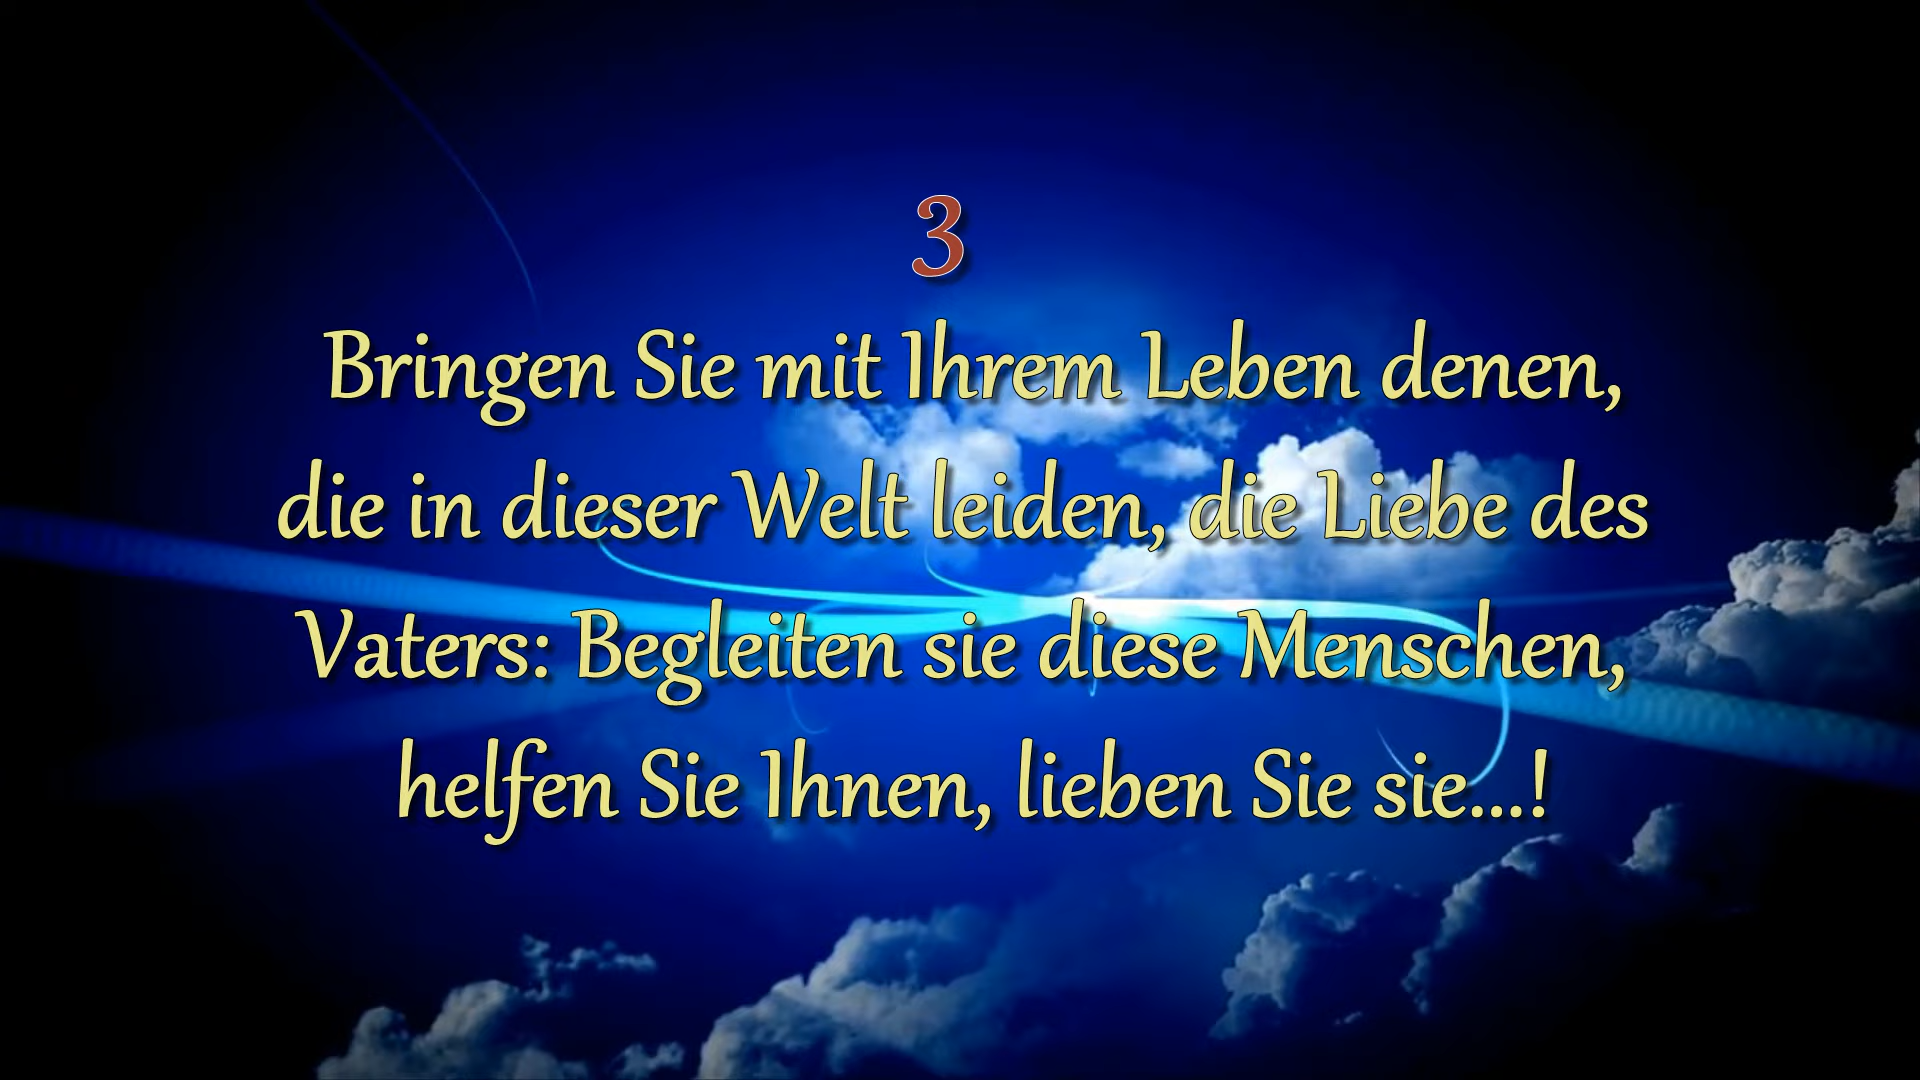 3
Bringen Sie mit Ihrem Leben denen,
die in dieser Welt leiden, die Liebe des
Vaters: Begleiten sie diese Menschen,
helfen Sie Ihnen, lieben Sie sie...!